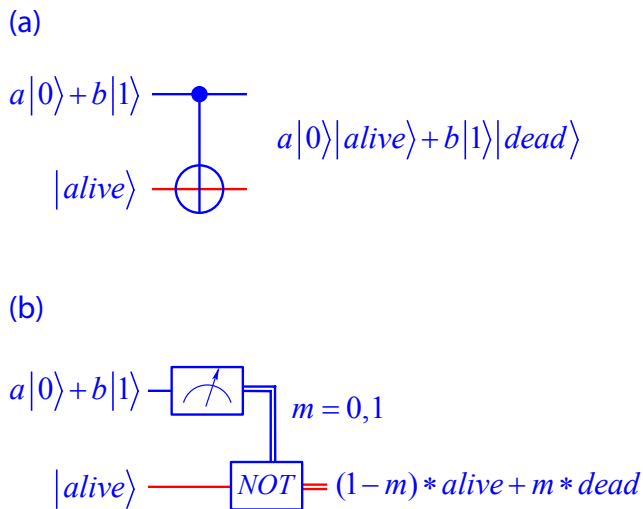 (a)
a|0⟩+b|1⟩
a|0⟩|alive⟩+b|1⟩|dead⟩
|alive⟩
(b)
a|0⟩+b|1⟩
m=0,1
|alive⟩
NOT
(1−m)*alive+m*dead